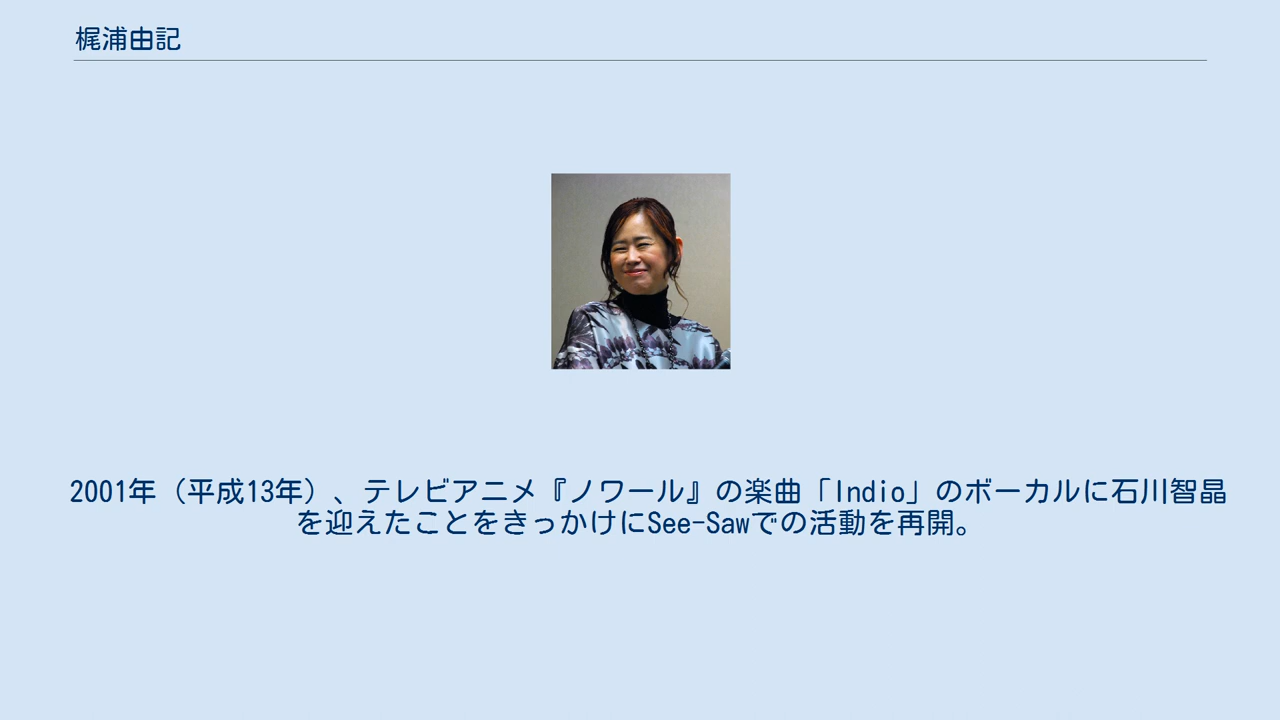 梶浦由記
2001年（平成13年）、テレビアニメ『ノワール』の楽曲「Indio」のボーカルに石川智晶
を迎えたことをきっかけにSee-Sawでの活動を再開。